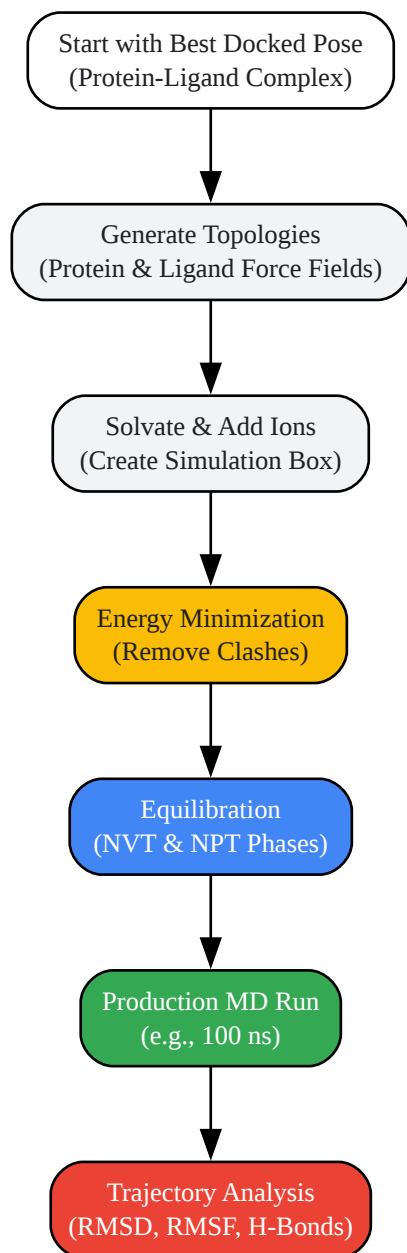 Start with Best Docked Pose
(Protein-Ligand Complex)
Generate Topologies
(Protein & Ligand Force Fields)
Solvate & Add Ions
(Create Simulation Box)
Energy Minimization
(Remove Clashes)
Equilibration
(NVT & NPT Phases)
Production MD Run
(e.g., 100 ns)
Trajectory Analysis
(RMSD, RMSF, H-Bonds)